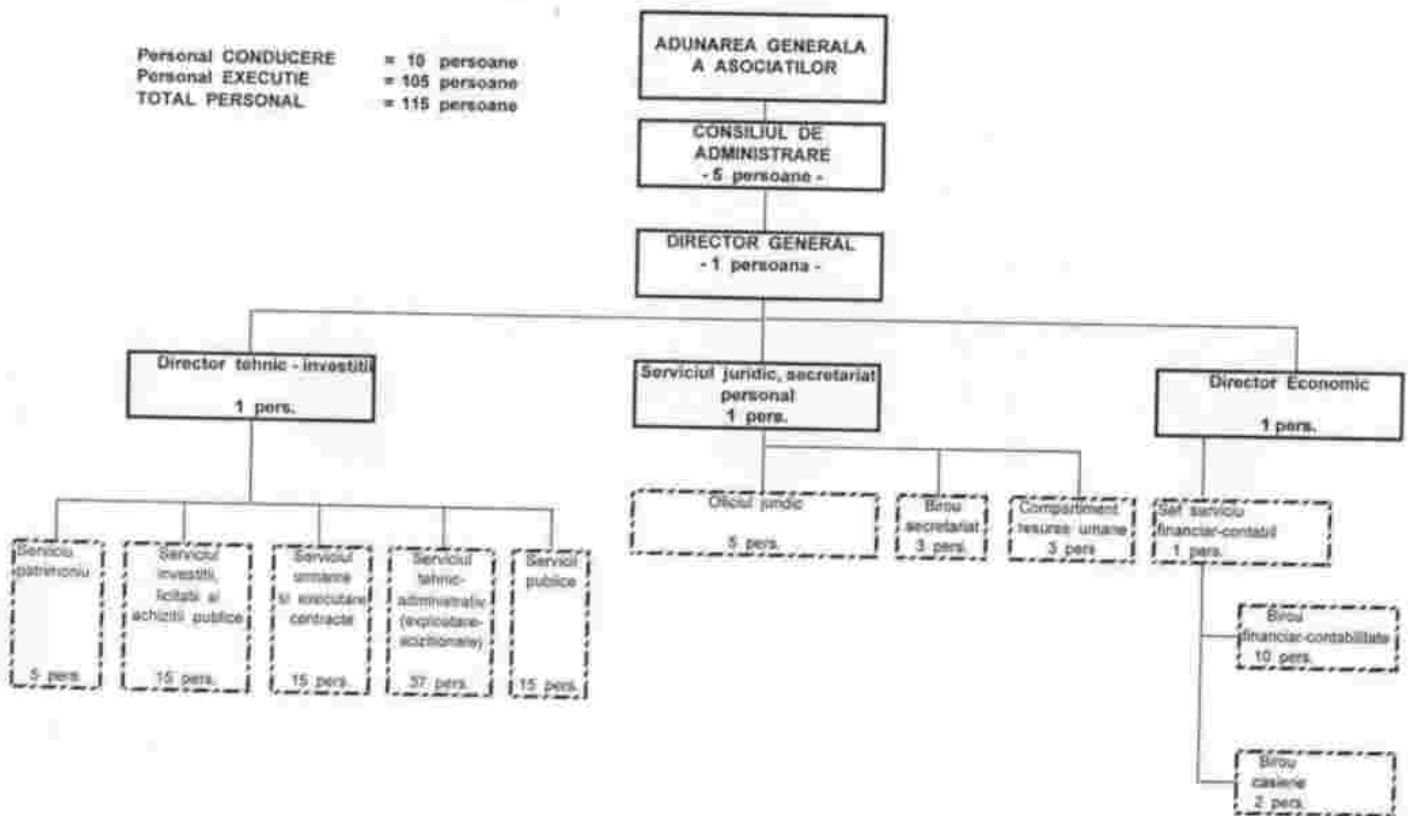 Personal CONDUCERE = 10 persoane
Personal EXECUTIE = 105 persoane
TOTAL PERSONAL = 115 persoane
ADUNAREA GENERALA
A ASOCIATILOR
CONSILIUL DE
ADMINISTRARE
- 5 persoane -
DIRECTOR GENERAL
- 1 persoana -
Director tehnic - investitii
1 pers.
Serviciul juridic, secretariat
personal
1 pers.
Director Economic
1 pers.
Oficiul juridic
5 pers.
Birou
secretariat
3 pers.
Compartiment
resurse umane
3 pers
Sef serviciu
financiar-contabil
1 pers.
Serviciu
patrimoniu
5 pers.
Serviciul
investitii,
licitatii si
achizitii publice
15 pers.
Serviciul
urmarire
si executare
contracte
15 pers.
Serviciul
tehnic-
administrativ
37 pers.
Servicii
publice
15 pers.
Birou
financiar-contabilitate
10 pers.
Birou
casierie
2 pers.